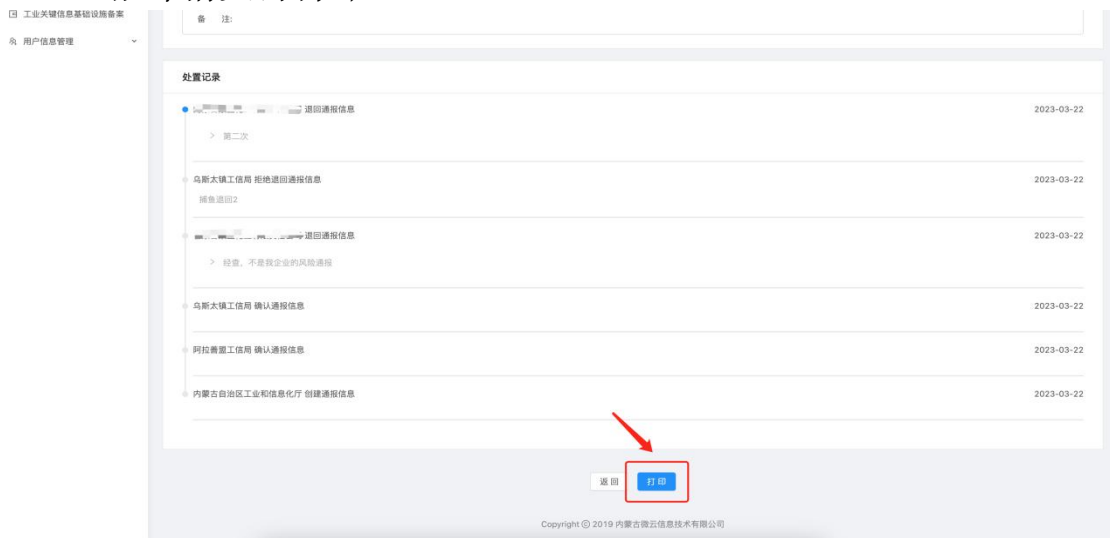 工业关键信息基础设施备案
备 注:
用户信息管理
处置记录
退回通报信息 2023-03-22
> 第二次
乌斯太镇工信局 拒绝退回通报信息 2023-03-22
捕鱼退回2
退回通报信息 2023-03-22
> 经查，不是我企业的风险通报
乌斯太镇工信局 确认通报信息 2023-03-22
阿拉善盟工信局 确认通报信息 2023-03-22
内蒙古自治区工业和信息化厅 创建通报信息 2023-03-22
返 回 打 印
Copyright © 2019 内蒙古微云信息技术有限公司